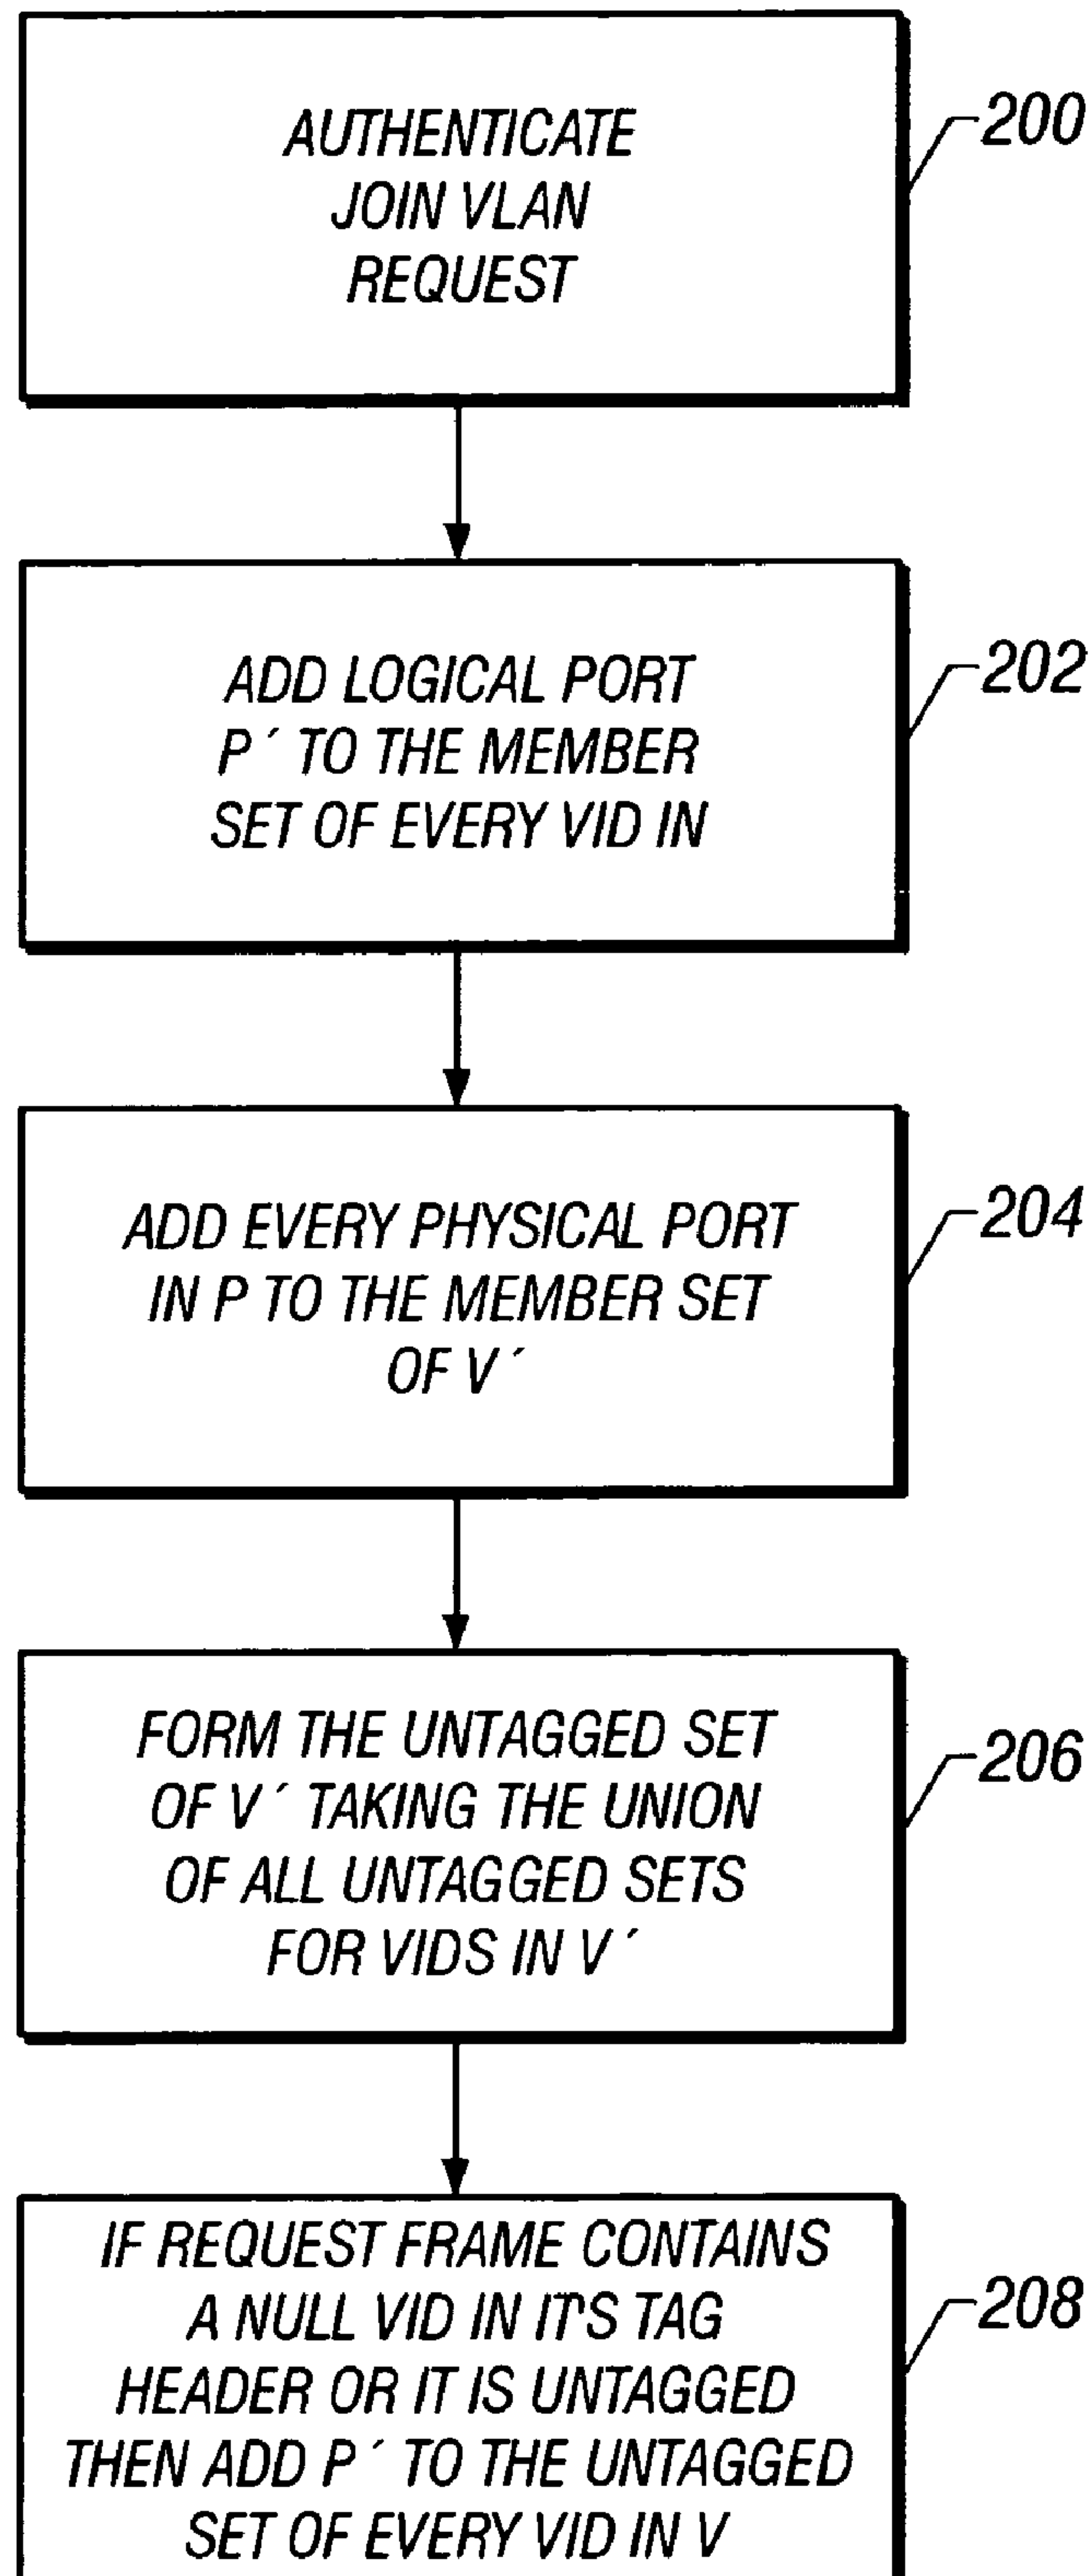 AUTHENTICATE
JOIN VLAN
REQUEST
200
ADD LOGICAL PORT
P´ TO THE MEMBER
SET OF EVERY VID IN
202
ADD EVERY PHYSICAL PORT
IN P TO THE MEMBER SET
OF V´
204
FORM THE UNTAGGED SET
OF V´ TAKING THE UNION
OF ALL UNTAGGED SETS
FOR VIDS IN V´
206
IF REQUEST FRAME CONTAINS
A NULL VID IN IT'S TAG
HEADER OR IT IS UNTAGGED
THEN ADD P´ TO THE UNTAGGED
SET OF EVERY VID IN V
208